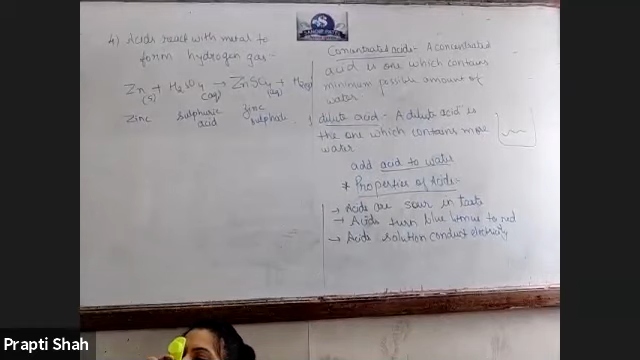 4) Acids react with metal to
form hydrogen gas-
Zn(s) + H2SO4(aq) → ZnSO4(aq) + H2(g)
Zinc sulphuric acid zinc sulphate
Concentrated acids:- A concentrated
acid is one which contains
minimum possible amount of
water
dilute acid:- A dilute acid is
the one which contains more
water
add acid to water
* Properties of Acids:-
→ Acids are sour in taste
→ Acids turn blue litmus to red
→ Acids solution conduct electricity
Prapti Shah